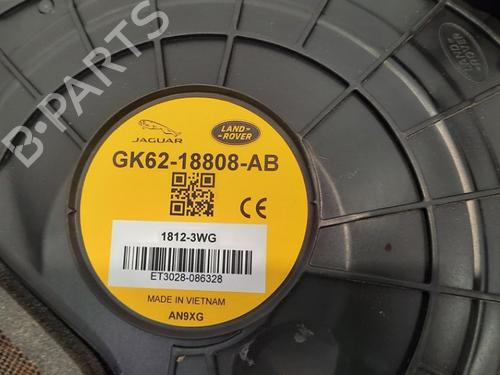 B-PARTS
LAND
ROVER
JAGUAR
LAND
ROVER
GK62-18808-AB
CE
1812-3WG
ET3028-086328
MADE IN VIETNAM
AN9XG